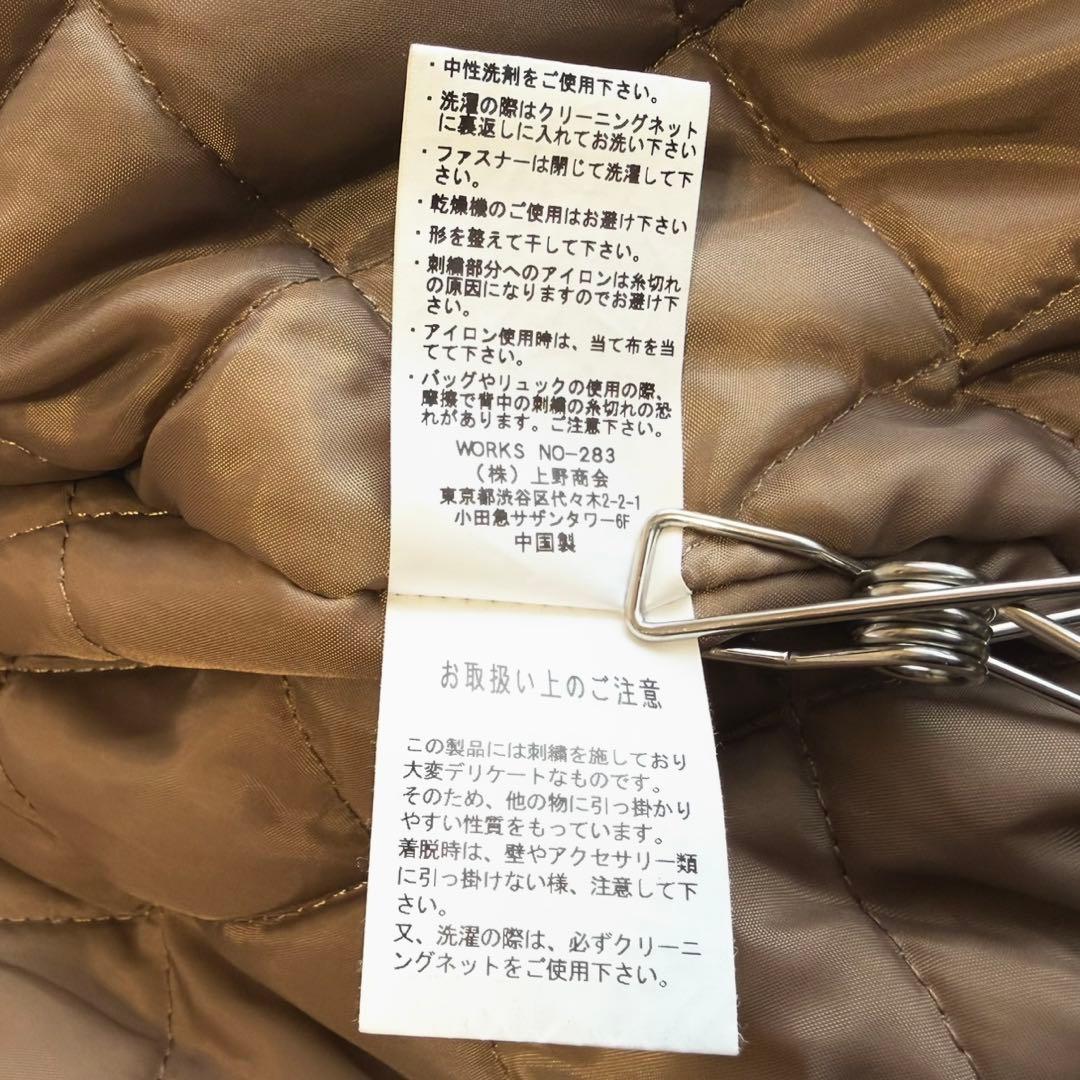 ・中性洗剤をご使用下さい。
・洗濯の際はクリーニングネット
に裏返しに入れてお洗い下さい
・ファスナーは閉じて洗濯して下
さい。
・乾燥機のご使用はお避け下さい
・形を整えて干して下さい。
・刺繍部分へのアイロンは糸切れ
の原因になりますのでお避け下
さい。
・アイロン使用時は、当て布を当
てて下さい。
・バッグやリュックの使用の際、
摩擦で背中の刺繍の糸切れの恐
れがあります。ご注意下さい。
WORKS NO-283
(株)上野商会
東京都渋谷区代々木2-2-1
小田急サザンタワー6F
中国製
お取扱い上のご注意
この製品には刺繍を施しており
大変デリケートなものです。
そのため、他の物に引っ掛かり
やすい性質をもっています。
着脱時は、壁やアクセサリー類
に引っ掛けない様、注意して下
さい。
又、洗濯の際は、必ずクリーニ
ングネットをご使用下さい。